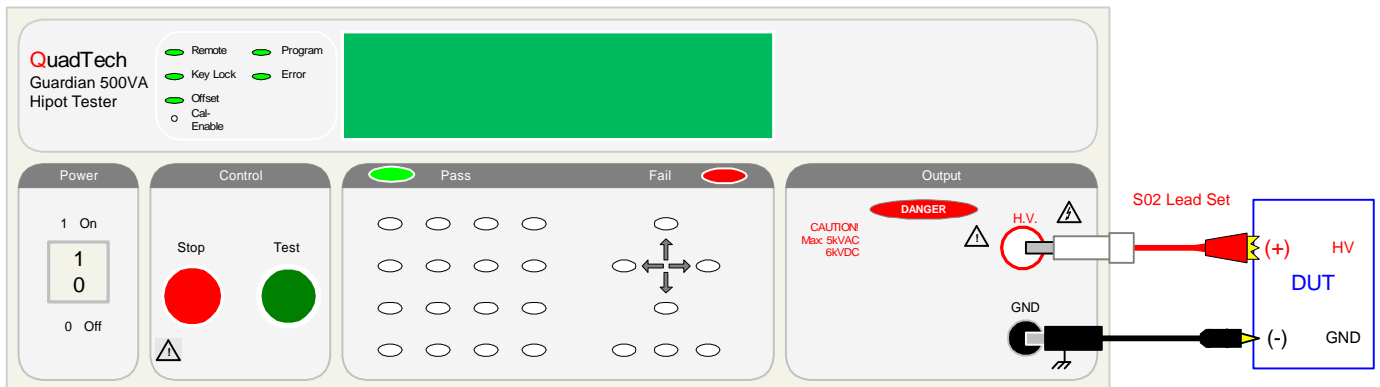 QuadTech
Guardian 500VA
Hipot Tester
Remote
Program
Key Lock
Error
Offset
Cal-
Enable
Power
Control
Pass
Fail
Output
1 On
1
0
0 Off
Stop
Test
DANGER
CAUTION!
Max: 5kVAC
6kVDC
H.V.
GND
S02 Lead Set
(+)
HV
DUT
(-)
GND